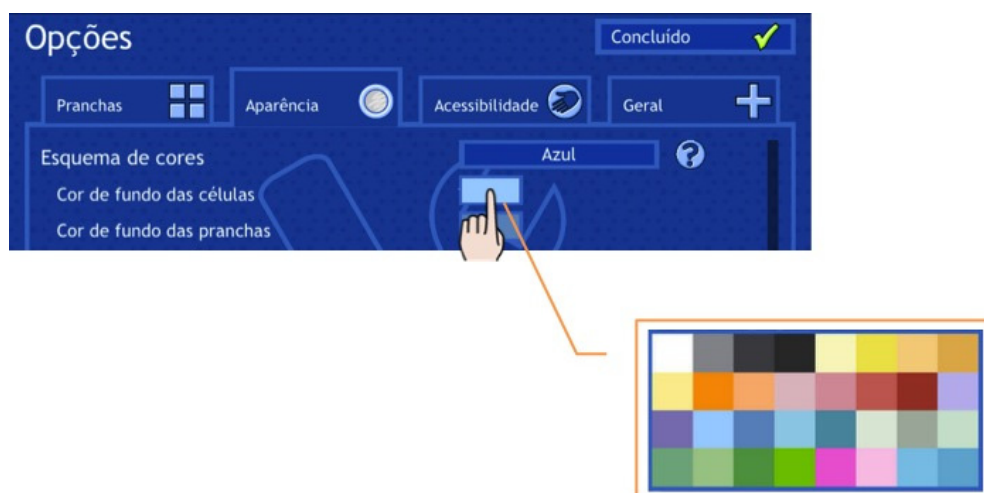 Opções
Concluído
Pranchas
Aparência
Acessibilidade
Geral
Esquema de cores
Azul
?
Cor de fundo das células
Cor de fundo das pranchas